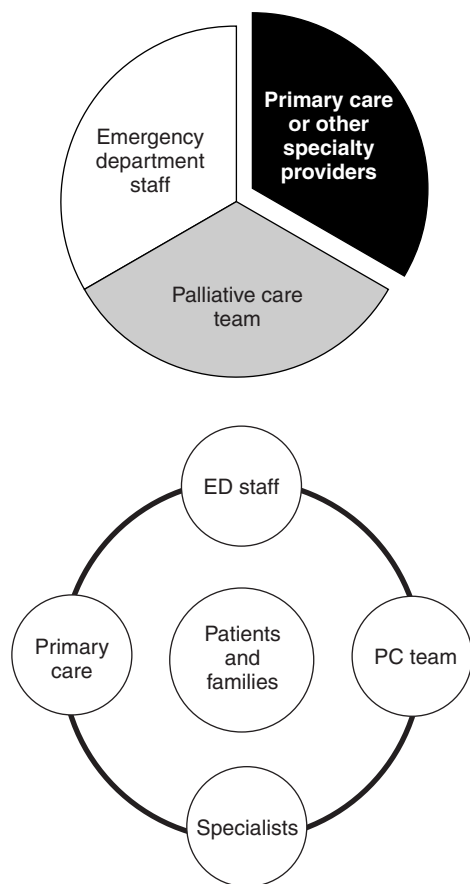 Emergency
department
staff
Primary care
or other
specialty
providers
Palliative care
team
ED staff
Primary
care
Patients
and
families
PC team
Specialists